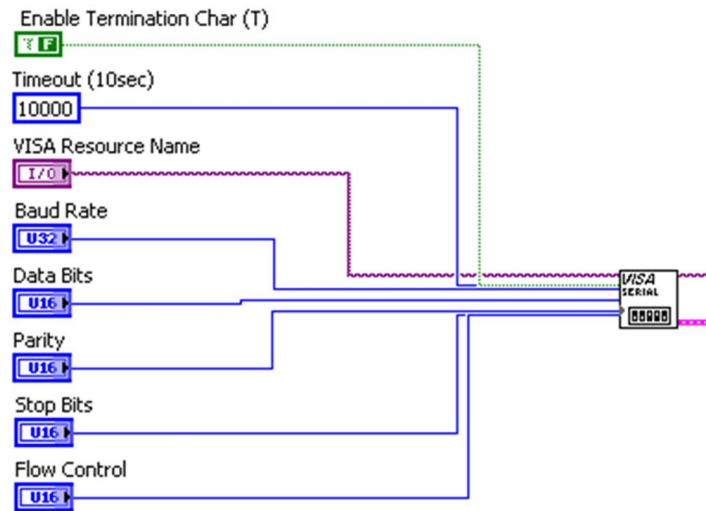 Enable Termination Char (T)
F
Timeout (10sec)
10000
VISA Resource Name
I/O
Baud Rate
U32
Data Bits
U16
VISA
SERIAL
Parity
U16
Stop Bits
U16
Flow Control
U16